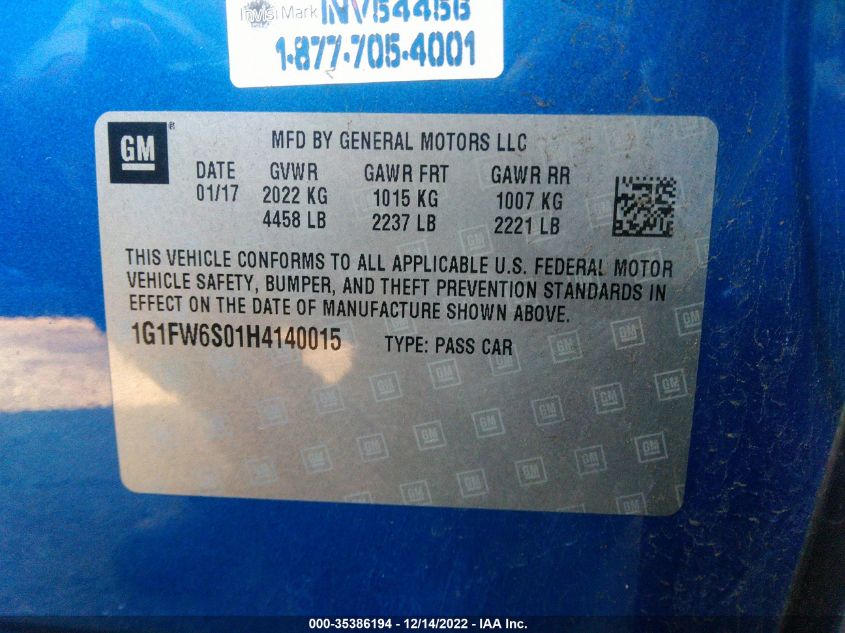 InvisiMark INV54456
1-877-705-4001
GM ® MFD BY GENERAL MOTORS LLC
DATE GVWR GAWR FRT GAWR RR
01/17 2022 KG 1015 KG 1007 KG
4458 LB 2237 LB 2221 LB
THIS VEHICLE CONFORMS TO ALL APPLICABLE U.S. FEDERAL MOTOR
VEHICLE SAFETY, BUMPER, AND THEFT PREVENTION STANDARDS IN
EFFECT ON THE DATE OF MANUFACTURE SHOWN ABOVE.
1G1FW6S01H4140015 TYPE: PASS CAR
000-35386194 - 12/14/2022 - IAA Inc.